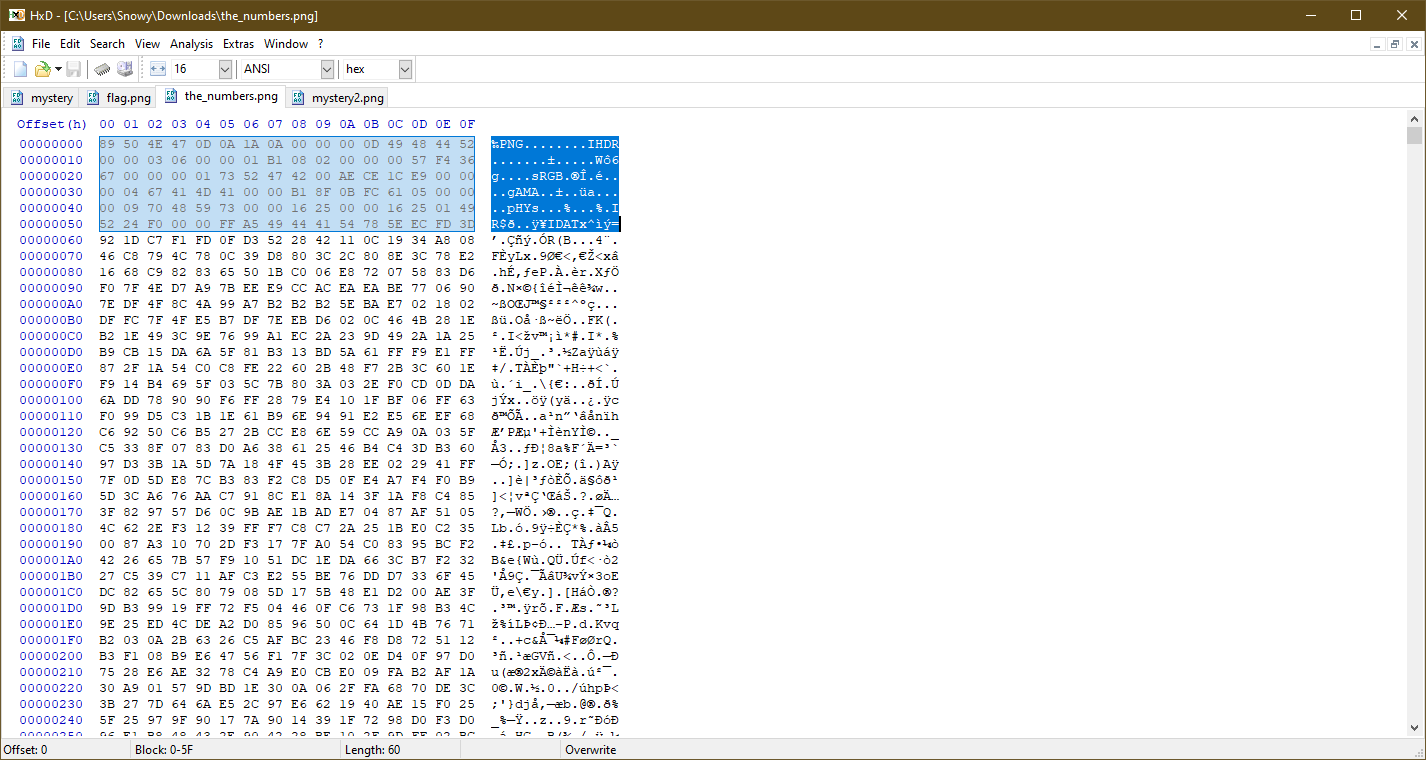 HxD - [C:\Users\Snowy\Downloads\the_numbers.png]
File Edit Search View Analysis Extras Window ?
16 ANSI hex
mystery flag.png the_numbers.png mystery2.png
Offset(h) 00 01 02 03 04 05 06 07 08 09 0A 0B 0C 0D 0E 0F
00000000 89 50 4E 47 0D 0A 1A 0A 00 00 00 0D 49 48 44 52 ‰PNG........IHDR
00000010 00 00 03 06 00 00 01 B1 08 02 00 00 00 57 F4 36 .......±.....Wô6
00000020 67 00 00 00 01 73 52 47 42 00 AE CE 1C E9 00 00 g....sRGB.®Î.é..
00000030 00 04 67 41 4D 41 00 00 B1 8F 0B FC 61 05 00 00 ..gAMA..±..üa...
00000040 00 09 70 48 59 73 00 00 16 25 00 00 16 25 01 49 ..pHYs...%...%.I
00000050 52 24 F0 00 00 FF A5 49 44 41 54 78 5E EC FD 3D R$ð..ÿ¥IDATx^ìý=
00000060 92 1D C7 F1 FD 0F D3 52 28 42 11 0C 19 34 A8 08 ’.Çñý.ÓR(B...4¨.
00000070 46 C8 79 4C 78 0C 39 D8 80 3C 2C 80 8E 3C 78 E2 FÈyLx.9Ø€<,€Ž<xâ
00000080 16 68 C9 82 83 65 50 1B C0 06 E8 72 07 58 83 D6 .hÉ‚ƒeP.À.èr.XƒÖ
00000090 F0 7F 4E D7 A9 7B EE E9 CC AC EA EA BE 77 06 90 ð.N×©{îéÌ¬êê¾w..
000000A0 7E DF 4F 8C 4A 99 A7 B2 B2 B2 5E BA E7 02 18 02 ~ßOŒJ™§²²²^ºç...
000000B0 DF FC 7F 4F E5 B7 DF 7E EB D6 02 0C 46 4B 28 1E ßü.Oå·ß~ëÖ..FK(.
000000C0 B2 1E 49 3C 9E 76 99 A1 EC 2A 23 9D 49 2A 1A 25 ².I<žv™¡ì*#.I*.%
000000D0 B9 CB 15 DA 6A 5F 81 B3 13 BD 5A 61 FF F9 E1 FF ¹Ë.Új_.³.½Zaÿùáÿ
000000E0 87 2F 1A 54 C0 C8 FE 22 60 2B 48 F7 2B 3C 60 1E ‡/.TÀÈþ"`+H÷+<`.
000000F0 F9 14 B4 69 5F 03 5C 7B 80 3A 03 2E F0 CD 0D DA ù.´i_.\{€:..ðÍ.Ú
00000100 6A DD 78 90 90 F6 FF 28 79 E4 10 1F BF 06 FF 63 jÝx..öÿ(yä..¿.ÿc
00000110 F0 99 D5 C3 1B 1E 61 B9 6E 94 91 E2 E5 6E EF 68 ð™ÕÃ..a¹n”‘âånïh
00000120 C6 92 50 C6 B5 27 2B CC E8 6E 59 CC A9 0A 03 5F Æ’PÆµ'+ÌènYÌ©.._
00000130 C5 33 8F 07 83 D0 A6 38 61 25 46 B4 C4 3D B3 60 Å3..ƒÐ¦8a%F´Ä=³`
00000140 97 D3 3B 1A 5D 7A 18 4F 45 3B 28 EE 02 29 41 FF —Ó;.]z.OE;(î.)Aÿ
00000150 7F 0D 5D E8 7C B3 83 F2 C8 D5 0F E4 A7 F4 F0 B9 ..]è|³ƒòÈÕ.ä§ôð¹
00000160 5D 3C A6 76 AA C7 91 8C E1 8A 14 3F 1A F8 C4 85 ]<¦vªÇ‘ŒáŠ.?.øÄ…
00000170 3F 82 97 57 D6 0C 9B AE 1B AD E7 04 87 AF 51 05 ?‚—WÖ.›®..ç.‡¯Q.
00000180 4C 62 2E F3 12 39 FF F7 C8 C7 2A 25 1B E0 C2 35 Lb.ó.9ÿ÷ÈÇ*%.àÂ5
00000190 00 87 A3 10 70 2D F3 17 7F A0 54 C0 83 95 BC F2 .‡£.p-ó.. TÀƒ•¼ò
000001A0 42 26 65 7B 57 F9 10 51 DC 1E DA 66 3C B7 F2 32 B&e{Wù.QÜ.Úf<·ò2
000001B0 27 C5 39 C7 11 AF C3 E2 55 BE 76 DD D7 33 6F 45 'Å9Ç.¯ÃâU¾vÝ×3oE
000001C0 DC 82 65 5C 80 79 08 5D 17 5B 48 E1 D2 00 AE 3F Ü‚e\€y.].[HáÒ.®?
000001D0 9D B3 99 19 FF 72 F5 04 46 0F C6 73 1F 98 B3 4C .³™.ÿrõ.F.Æs.˜³L
000001E0 9E 25 ED 4C DE A2 D0 85 96 50 0C 64 1D 4B 76 71 ž%íLÞ¢Ð…–P.d.Kvq
000001F0 B2 03 0A 2B 63 26 C5 AF BC 23 46 F8 D8 72 51 12 ²..+c&Å¯¼#FøØrQ.
00000200 B3 F1 08 B9 E6 47 56 F1 7F 3C 02 0E D4 0F 97 D0 ³ñ.¹æGVñ.<..Ô.—Ð
00000210 75 28 E6 AE 32 78 C4 A9 E0 CB E0 09 FA B2 AF 1A u(æ®2xÄ©àËà.ú²¯.
00000220 30 A9 01 57 9D BD 1E 30 0A 06 2F FA 68 70 DE 3C 0©.W.½.0../úhpÞ<
00000230 3B 27 7D 64 6A E5 2C 97 E6 62 19 40 AE 15 F0 25 ;'}djå,—æb.@®.ð%
00000240 5F 25 97 9F 90 17 7A 90 14 39 1F 72 98 D0 F3 D0 _%—Ÿ..z..9.r˜ÐóÐ
Offset: 0 Block: 0-5F Length: 60 Overwrite